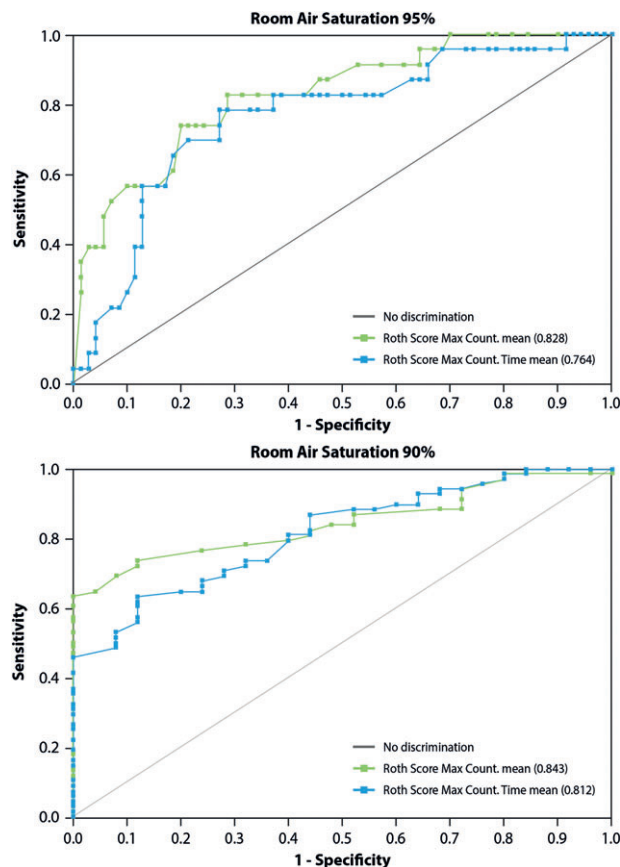 Room Air Saturation 95%
1.0
0.8
0.6
0.4
0.2
0.0
Sensitivity
No discrimination
Roth Score Max Count. mean (0.828)
Roth Score Max Count. Time mean (0.764)
0.0 0.1 0.2 0.3 0.4 0.5 0.6 0.7 0.8 0.9 1.0
1 - Specificity
Room Air Saturation 90%
1.0
0.8
0.6
0.4
0.2
0.0
Sensitivity
No discrimination
Roth Score Max Count. mean (0.843)
Roth Score Max Count. Time mean (0.812)
0.0 0.1 0.2 0.3 0.4 0.5 0.6 0.7 0.8 0.9 1.0
1 - Specificity